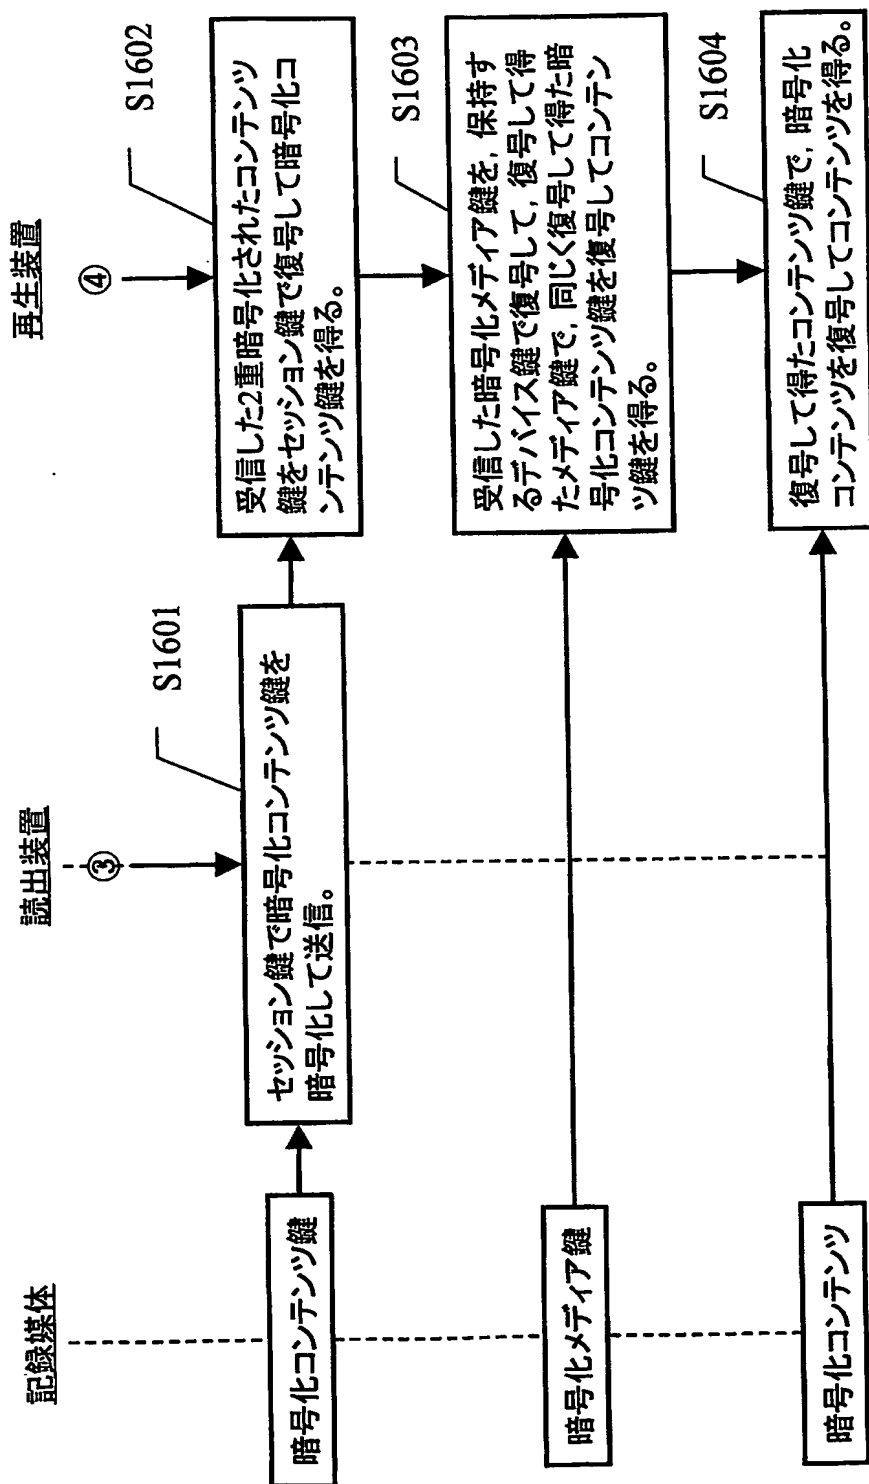 記録媒体
読出装置
再生装置
③
④
暗号化コンテンツ鍵
S1601
セッション鍵で暗号化コンテンツ鍵を
暗号化して送信。
S1602
受信した2重暗号化されたコンテンツ
鍵をセッション鍵で復号して暗号化コ
ンテンツ鍵を得る。
暗号化メディア鍵
S1603
受信した暗号化メディア鍵を，保持す
るデバイス鍵で復号して，復号して得
たメディア鍵で，同じく復号して得た暗
号化コンテンツ鍵を復号してコンテン
ツ鍵を得る。
暗号化コンテンツ
S1604
復号して得たコンテンツ鍵で，暗号化
コンテンツを復号してコンテンツを得る。